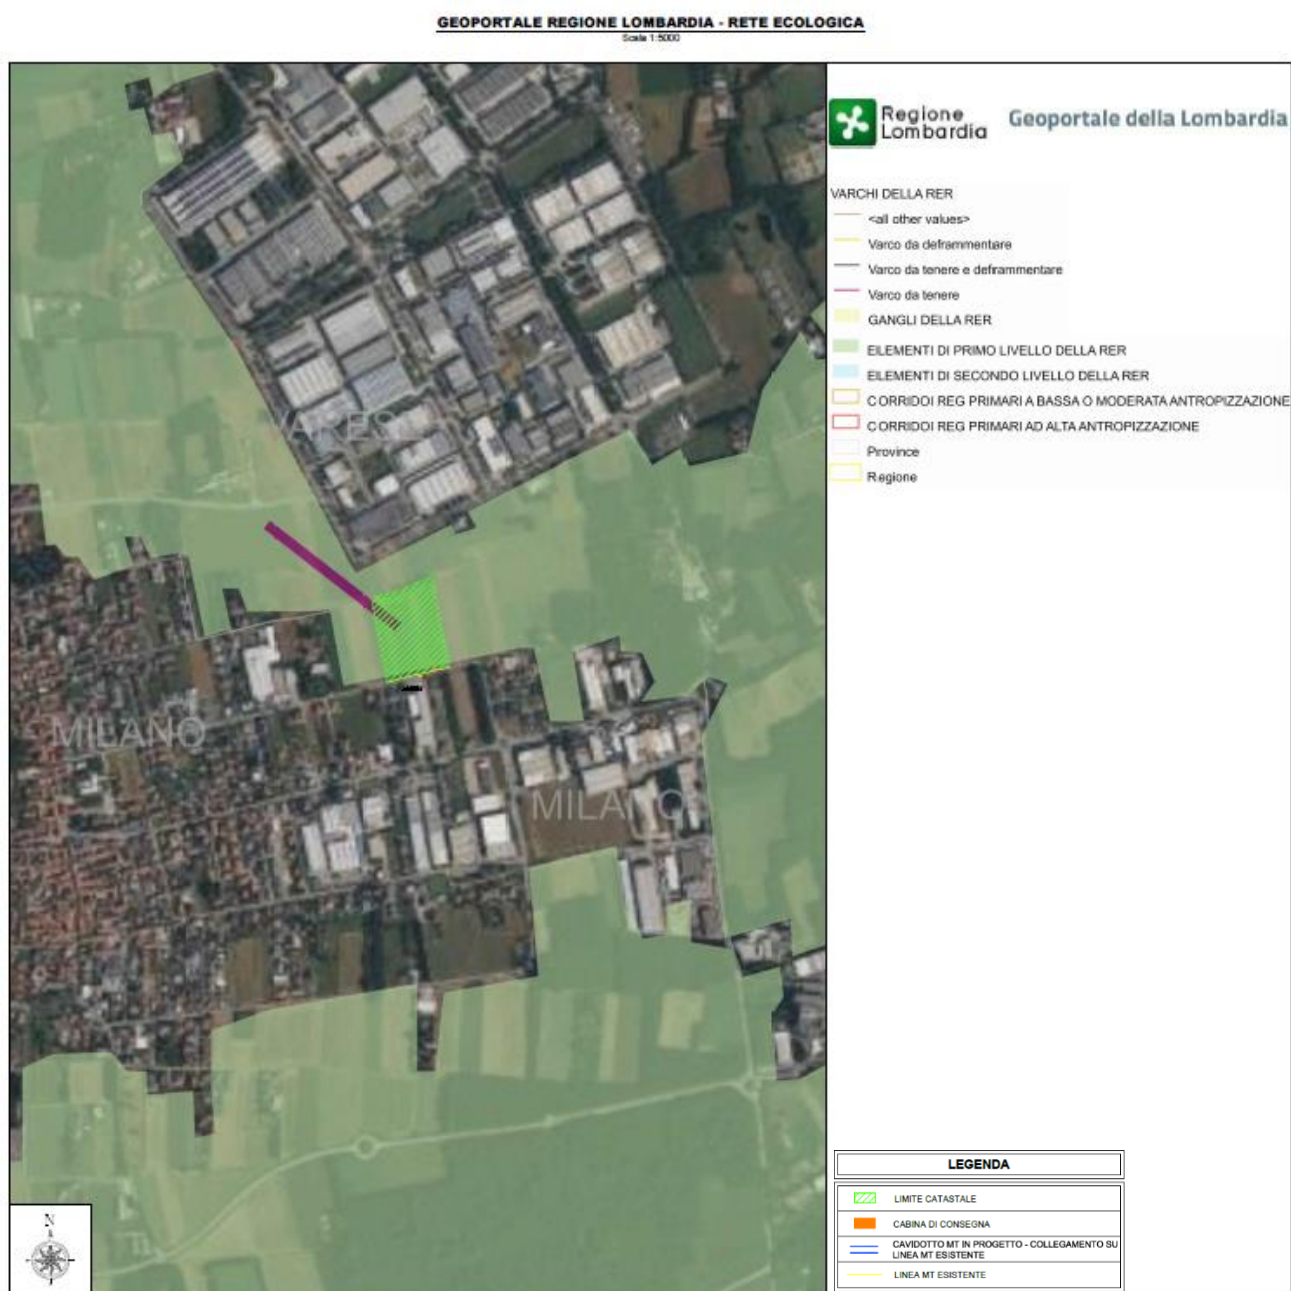 GEOPORTALE REGIONE LOMBARDIA - RETE ECOLOGICA
Scala 1:5000
Regione
Lombardia
Geoportale della Lombardia
VARCHI DELLA RER
<all other values>
Varco da deframmentare
Varco da tenere e deframmentare
Varco da tenere
GANGLI DELLA RER
ELEMENTI DI PRIMO LIVELLO DELLA RER
ELEMENTI DI SECONDO LIVELLO DELLA RER
CORRIDOI REG PRIMARI A BASSA O MODERATA ANTROPIZZAZIONE
CORRIDOI REG PRIMARI AD ALTA ANTROPIZZAZIONE
Province
Regione
VARESE
MILANO
MILANO
N
LEGENDA
LIMITE CATASTALE
CABINA DI CONSEGNA
CAVIDOTTO MT IN PROGETTO - COLLEGAMENTO SU
LINEA MT ESISTENTE
LINEA MT ESISTENTE